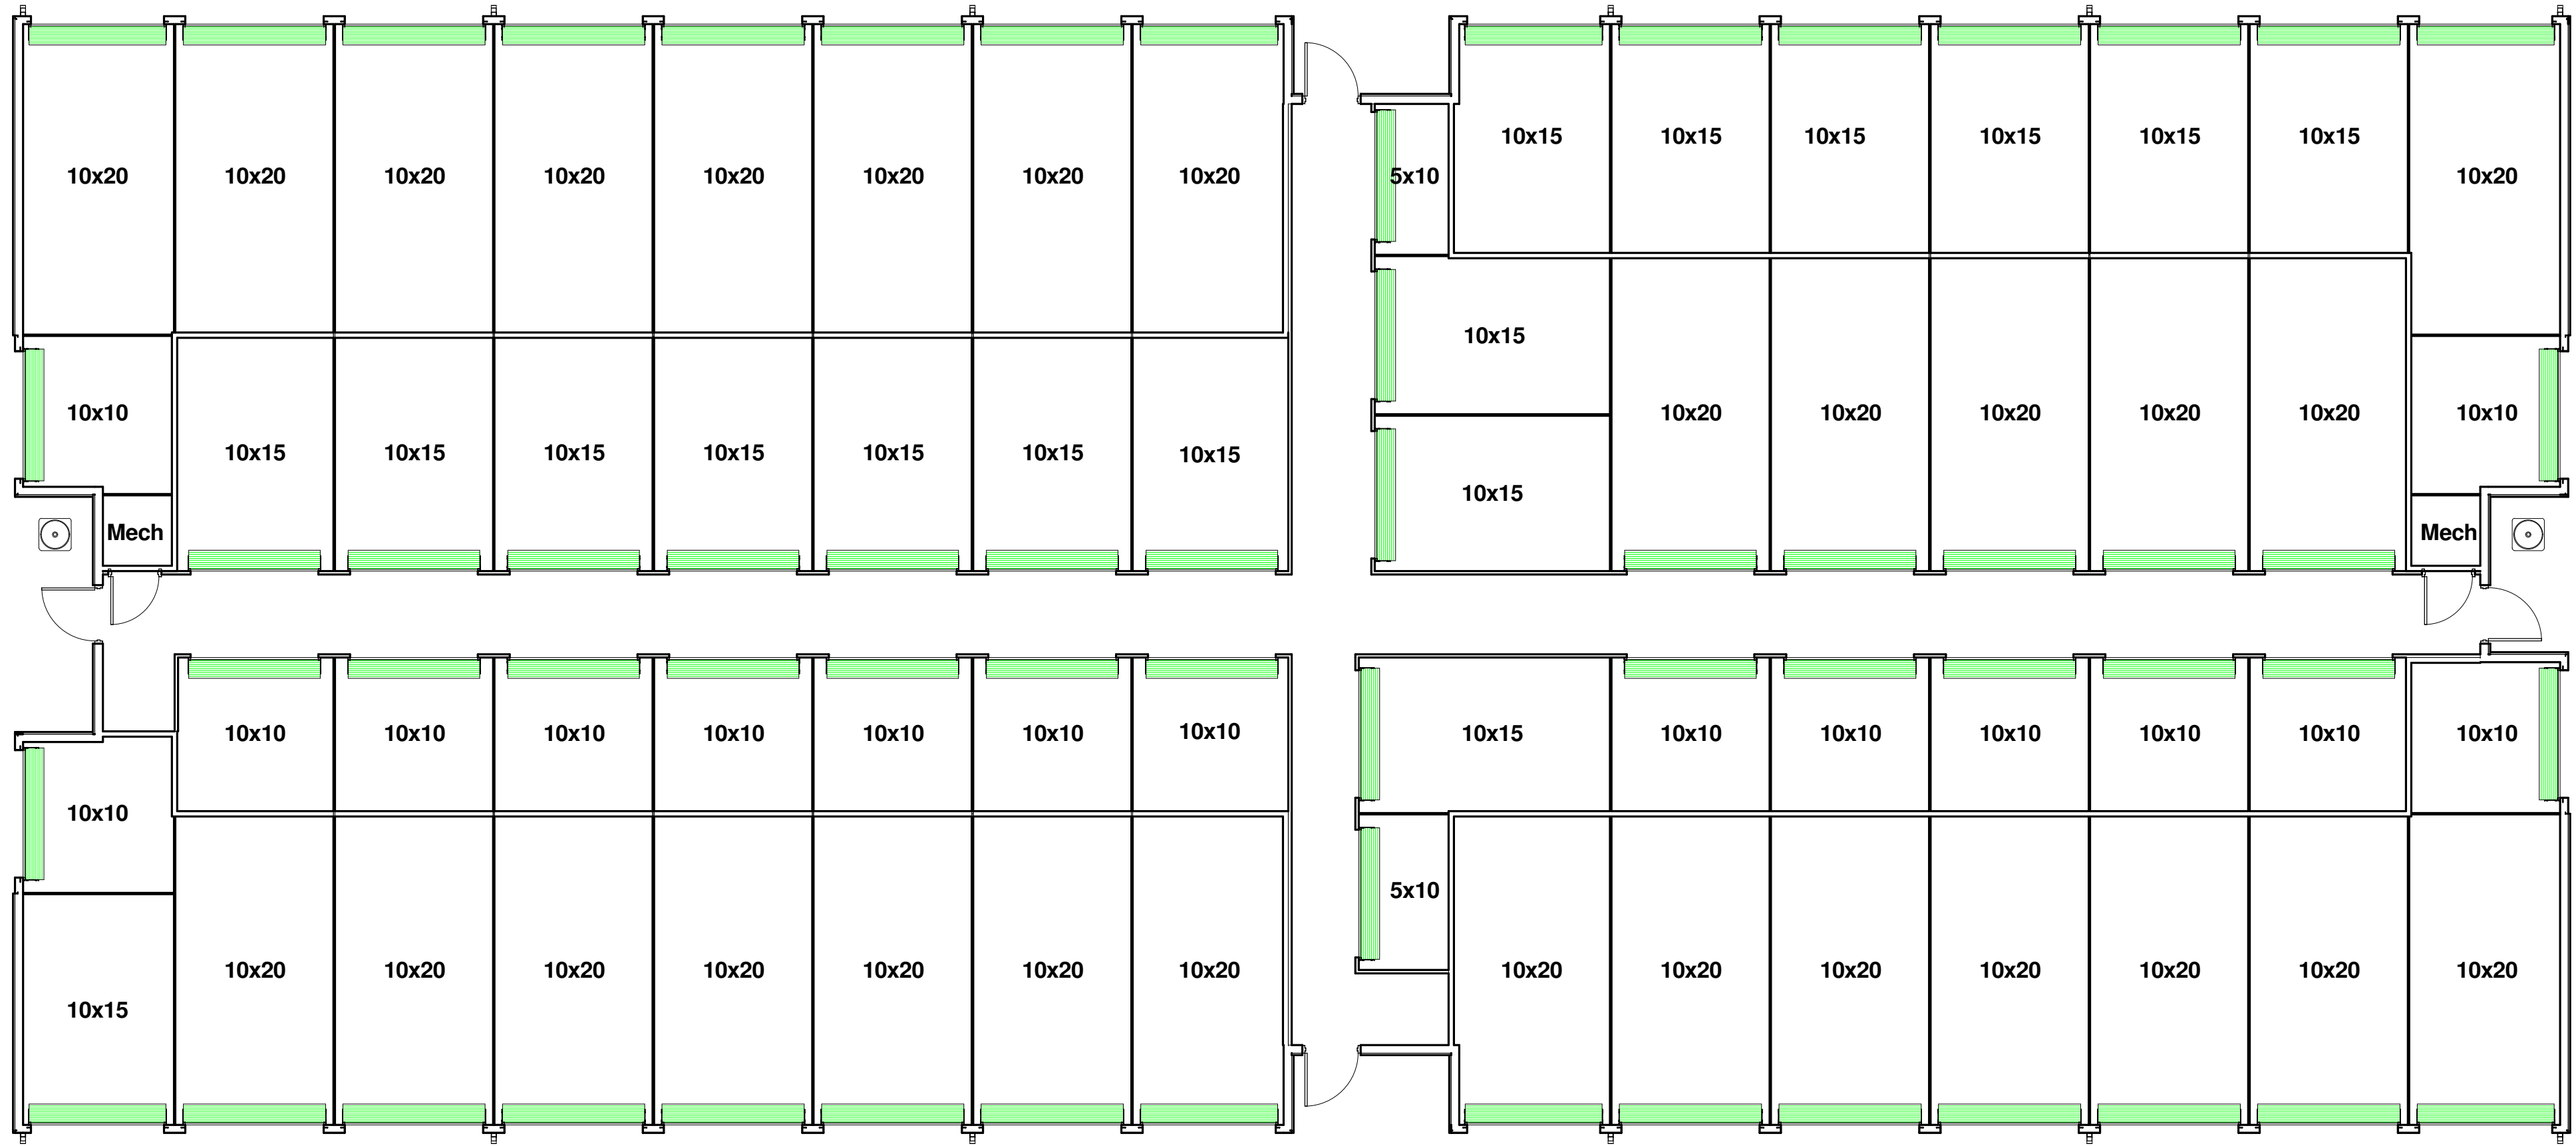 10x15 10x15 10x15 10x15 10x15 10x15
10x20 10x20 10x20 10x20 10x20 10x20 10x20 10x20 5x10 10x20
10x15
10x10 10x20 10x20 10x20 10x20 10x20 10x10
10x15 10x15 10x15 10x15 10x15 10x15 10x15
10x15
Mech Mech
10x10 10x10 10x10 10x10 10x10 10x10 10x10 10x15 10x10 10x10 10x10 10x10 10x10 10x10
10x10
5x10
10x20 10x20 10x20 10x20 10x20 10x20 10x20 10x20 10x20 10x20 10x20 10x20 10x20 10x20
10x15